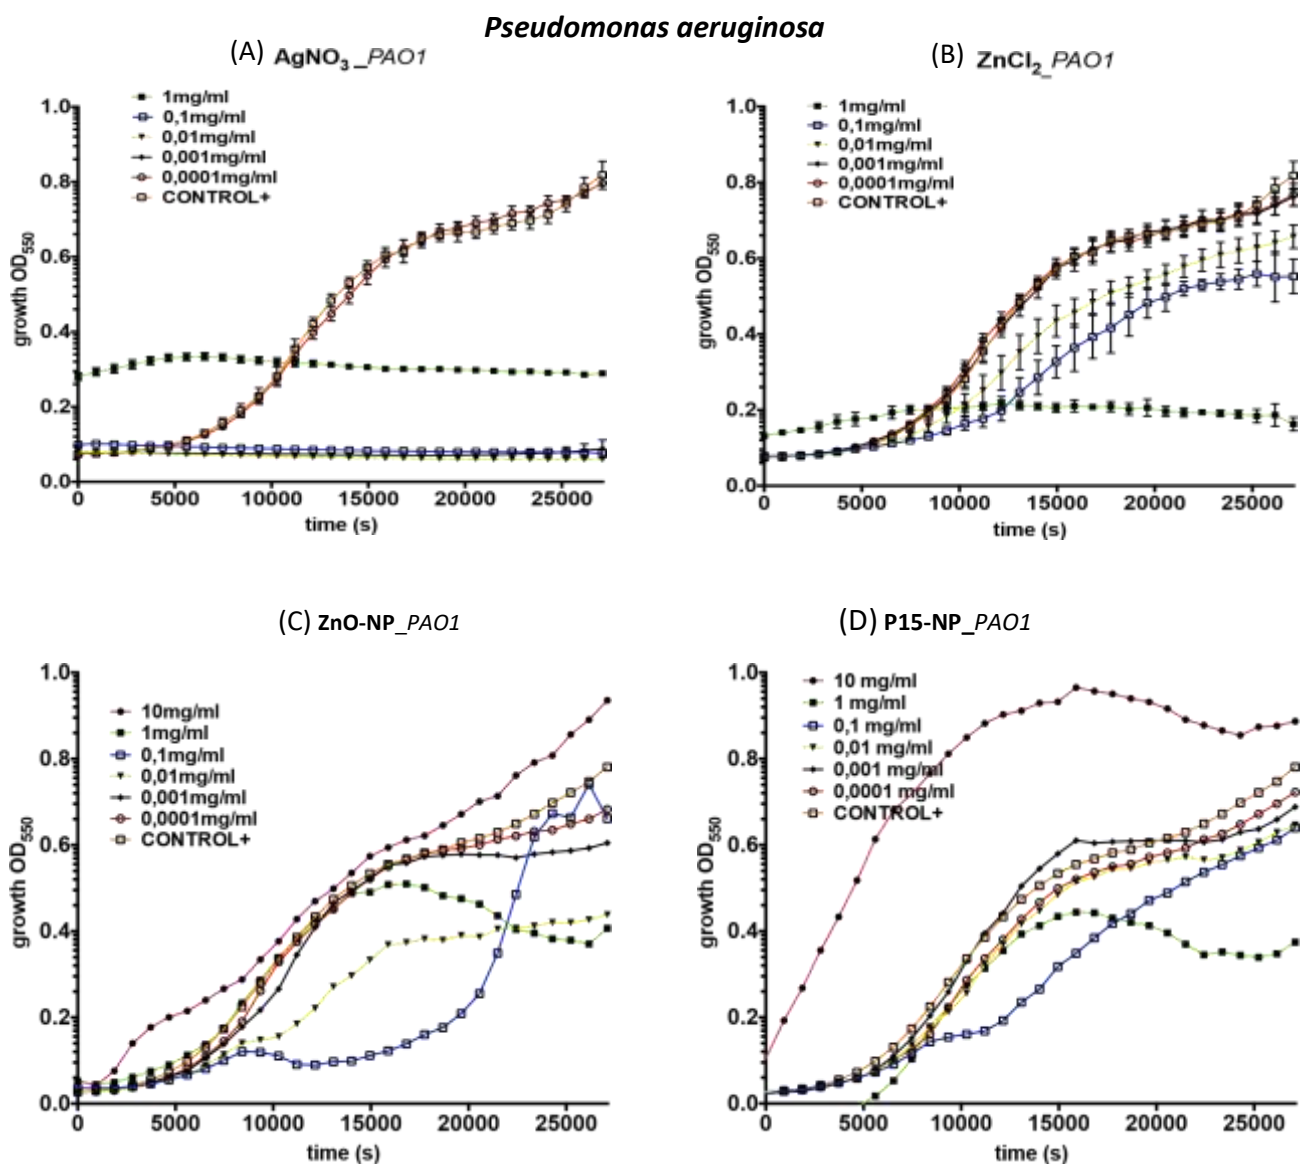 Pseudomonas aeruginosa
(A) AgNO3_PAO1
1.0
0.8
0.6
0.4
0.2
0.0
growth OD550
1mg/ml
0,1mg/ml
0,01mg/ml
0,001mg/ml
0,0001mg/ml
CONTROL+
0 5000 10000 15000 20000 25000
time (s)
(B) ZnCl2_PAO1
1.0
0.8
0.6
0.4
0.2
0.0
growth OD550
1mg/ml
0,1mg/ml
0,01mg/ml
0,001mg/ml
0,0001mg/ml
CONTROL+
0 5000 10000 15000 20000 25000
time (s)
(C) ZnO-NP_PAO1
1.0
0.8
0.6
0.4
0.2
0.0
growth OD550
10mg/ml
1mg/ml
0,1mg/ml
0,01mg/ml
0,001mg/ml
0,0001mg/ml
CONTROL+
0 5000 10000 15000 20000 25000
time (s)
(D) P15-NP_PAO1
1.0
0.8
0.6
0.4
0.2
0.0
growth OD550
10 mg/ml
1 mg/ml
0,1 mg/ml
0,01 mg/ml
0,001 mg/ml
0,0001 mg/ml
CONTROL+
0 5000 10000 15000 20000 25000
time (s)